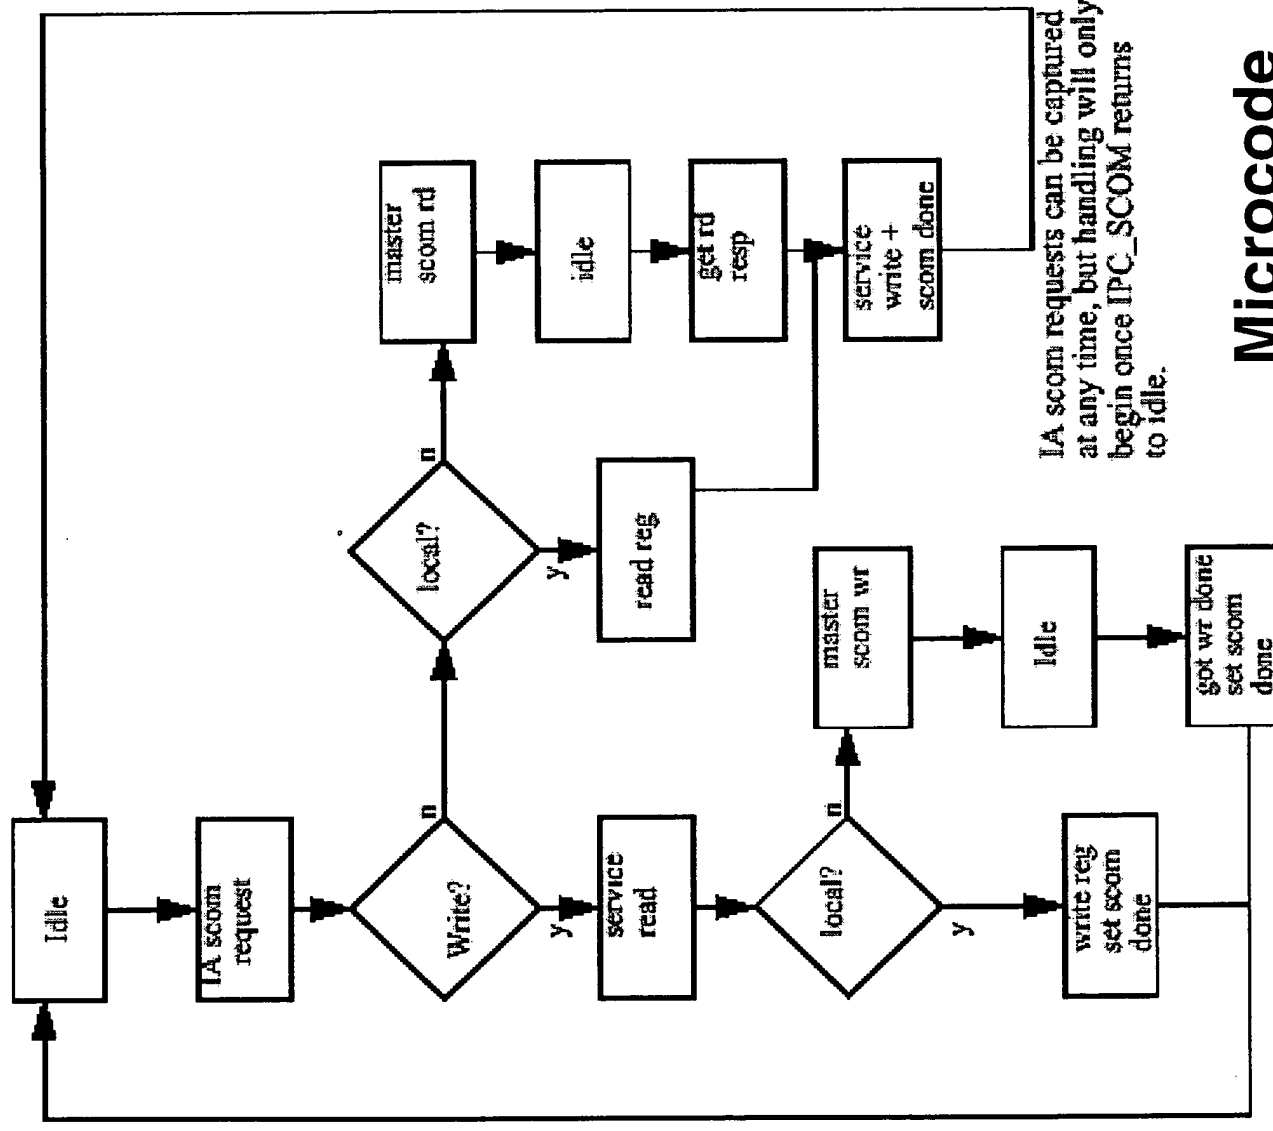 Idle
IA scom
request
Write?
n
y
local?
n
y
master
scom rd
idle
get rd
resp
service
write +
scom done
read reg
service
read
local?
n
y
master
scom wr
Idle
got wr done
set scom
done
write reg
set scom
done
IA scom requests can be captured
at any time, but handling will only
begin once IPC_SCOM returns
to idle.
Microcode